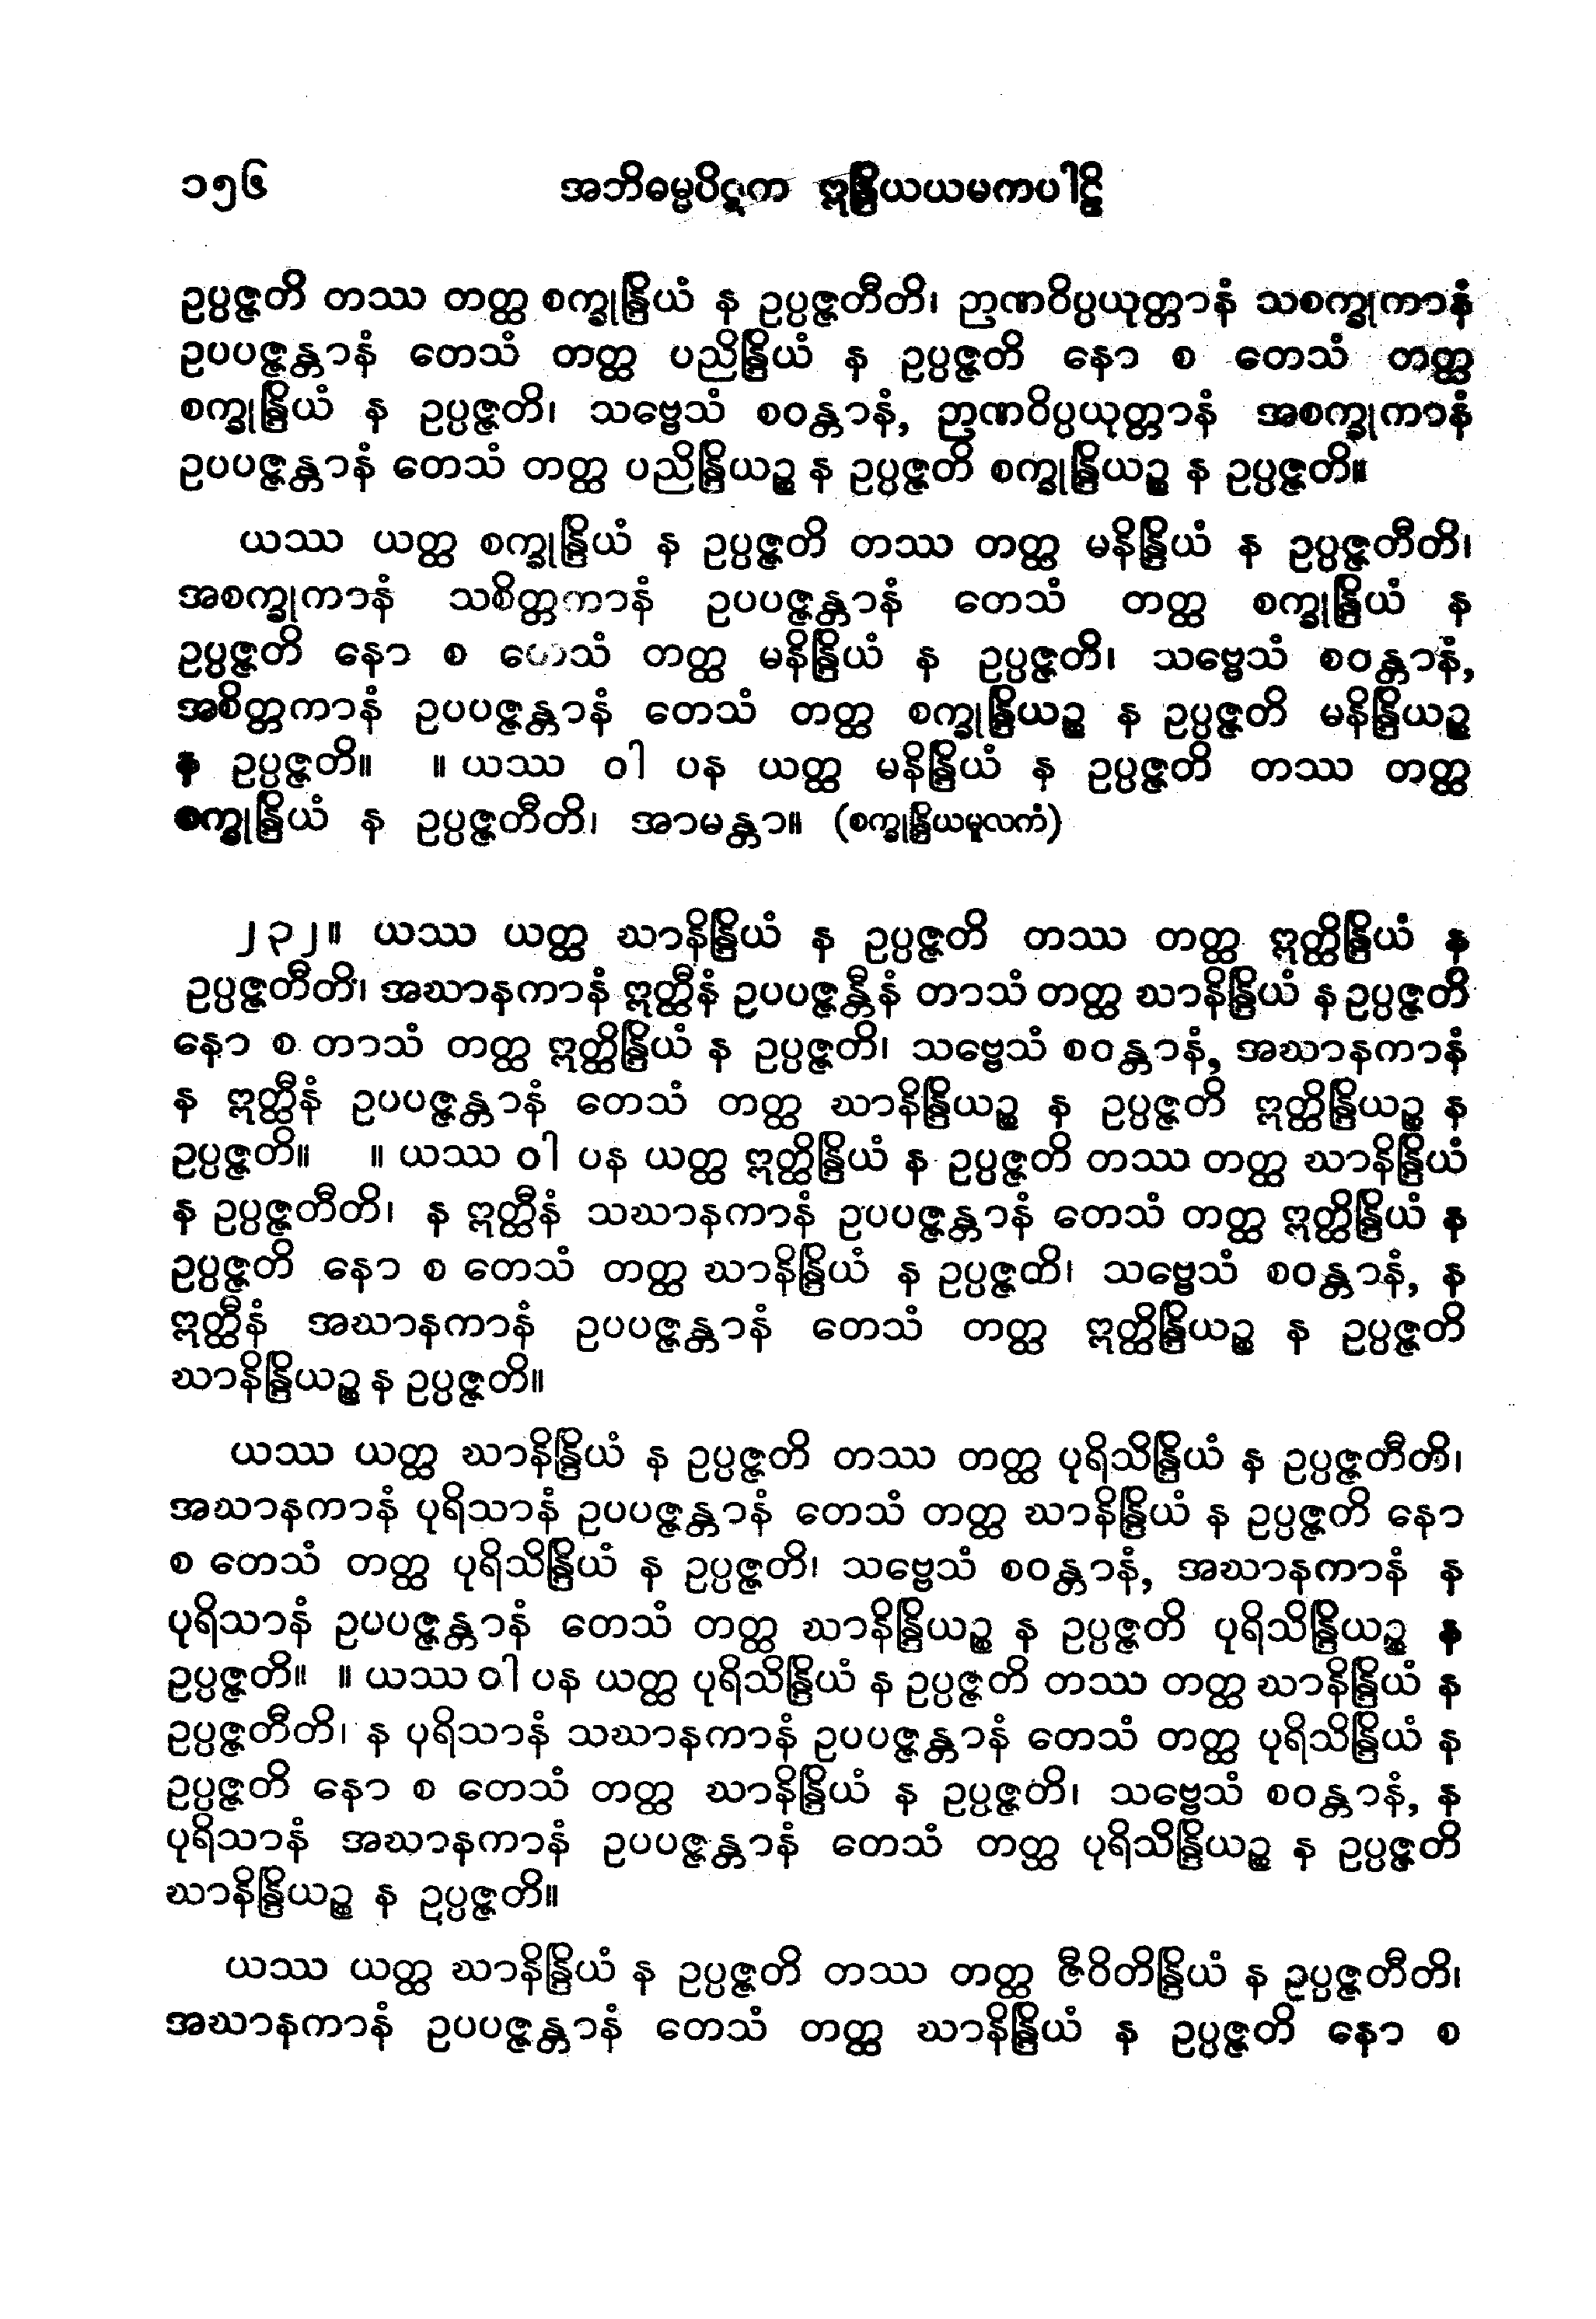 ၁၅၆ အဘိဓမ္မပိဋက ဣန္ဒြိယယမကပါဠိ
ဥပ္ပဇ္ဇတိ တဿ တတ္ထ စက္ခုန္ဒြိယံ န ဥပ္ပဇ္ဇတီတိ၊ ဉာဏဝိပ္ပယုတ္တာနံ သစက္ခုကာနံ
ဥပပဇ္ဇန္တာနံ တေသံ တတ္ထ ပညိန္ဒြိယံ န ဥပ္ပဇ္ဇတိ နော စ တေသံ တတ္ထ
စက္ခုန္ဒြိယံ န ဥပ္ပဇ္ဇတိ၊ သဗ္ဗေသံ စဝန္တာနံ, ဉာဏဝိပ္ပယုတ္တာနံ အစက္ခုကာနံ
ဥပပဇ္ဇန္တာနံ တေသံ တတ္ထ ပညိန္ဒြိယဉ္စ န ဥပ္ပဇ္ဇတိ စက္ခုန္ဒြိယဉ္စ န ဥပ္ပဇ္ဇတိ။
ယဿ ယတ္ထ စက္ခုန္ဒြိယံ န ဥပ္ပဇ္ဇတိ တဿ တတ္ထ မနိန္ဒြိယံ န ဥပ္ပဇ္ဇတီတိ၊
အစက္ခုကာနံ သစိတ္တကာနံ ဥပပဇ္ဇန္တာနံ တေသံ တတ္ထ စက္ခုန္ဒြိယံ န
ဥပ္ပဇ္ဇတိ နော စ တေသံ တတ္ထ မနိန္ဒြိယံ န ဥပ္ပဇ္ဇတိ၊ သဗ္ဗေသံ စဝန္တာနံ,
အစိတ္တကာနံ ဥပပဇ္ဇန္တာနံ တေသံ တတ္ထ စက္ခုန္ဒြိယဉ္စ န ဥပ္ပဇ္ဇတိ မနိန္ဒြိယဉ္စ
န ဥပ္ပဇ္ဇတိ။ ။ ယဿ ဝါ ပန ယတ္ထ မနိန္ဒြိယံ န ဥပ္ပဇ္ဇတိ တဿ တတ္ထ
စက္ခုန္ဒြိယံ န ဥပ္ပဇ္ဇတီတိ၊ အာမန္တာ။ (စက္ခုန္ဒြိယမူလကံ)
၂၃၂။ ယဿ ယတ္ထ ဃာနိန္ဒြိယံ န ဥပ္ပဇ္ဇတိ တဿ တတ္ထ ဣတ္ထိန္ဒြိယံ န
ဥပ္ပဇ္ဇတီတိ၊ အဃာနကာနံ ဣတ္ထီနံ ဥပပဇ္ဇန္တီနံ တာသံ တတ္ထ ဃာနိန္ဒြိယံ န ဥပ္ပဇ္ဇတိ
နော စ တာသံ တတ္ထ ဣတ္ထိန္ဒြိယံ န ဥပ္ပဇ္ဇတိ၊ သဗ္ဗေသံ စဝန္တာနံ, အဃာနကာနံ
န ဣတ္ထီနံ ဥပပဇ္ဇန္တာနံ တေသံ တတ္ထ ဃာနိန္ဒြိယဉ္စ န ဥပ္ပဇ္ဇတိ ဣတ္ထိန္ဒြိယဉ္စ န
ဥပ္ပဇ္ဇတိ။ ။ ယဿ ဝါ ပန ယတ္ထ ဣတ္ထိန္ဒြိယံ န ဥပ္ပဇ္ဇတိ တဿ တတ္ထ ဃာနိန္ဒြိယံ
န ဥပ္ပဇ္ဇတီတိ၊ န ဣတ္ထီနံ သဃာနကာနံ ဥပပဇ္ဇန္တာနံ တေသံ တတ္ထ ဣတ္ထိန္ဒြိယံ န
ဥပ္ပဇ္ဇတိ နော စ တေသံ တတ္ထ ဃာနိန္ဒြိယံ န ဥပ္ပဇ္ဇတိ၊ သဗ္ဗေသံ စဝန္တာနံ, န
ဣတ္ထီနံ အဃာနကာနံ ဥပပဇ္ဇန္တာနံ တေသံ တတ္ထ ဣတ္ထိန္ဒြိယဉ္စ န ဥပ္ပဇ္ဇတိ
ဃာနိန္ဒြိယဉ္စ န ဥပ္ပဇ္ဇတိ။
ယဿ ယတ္ထ ဃာနိန္ဒြိယံ န ဥပ္ပဇ္ဇတိ တဿ တတ္ထ ပုရိသိန္ဒြိယံ န ဥပ္ပဇ္ဇတီတိ၊
အဃာနကာနံ ပုရိသာနံ ဥပပဇ္ဇန္တာနံ တေသံ တတ္ထ ဃာနိန္ဒြိယံ န ဥပ္ပဇ္ဇတိ နော
စ တေသံ တတ္ထ ပုရိသိန္ဒြိယံ န ဥပ္ပဇ္ဇတိ၊ သဗ္ဗေသံ စဝန္တာနံ, အဃာနကာနံ န
ပုရိသာနံ ဥပပဇ္ဇန္တာနံ တေသံ တတ္ထ ဃာနိန္ဒြိယဉ္စ န ဥပ္ပဇ္ဇတိ ပုရိသိန္ဒြိယဉ္စ န
ဥပ္ပဇ္ဇတိ။ ။ ယဿ ဝါ ပန ယတ္ထ ပုရိသိန္ဒြိယံ န ဥပ္ပဇ္ဇတိ တဿ တတ္ထ ဃာနိန္ဒြိယံ န
ဥပ္ပဇ္ဇတီတိ၊ န ပုရိသာနံ သဃာနကာနံ ဥပပဇ္ဇန္တာနံ တေသံ တတ္ထ ပုရိသိန္ဒြိယံ န
ဥပ္ပဇ္ဇတိ နော စ တေသံ တတ္ထ ဃာနိန္ဒြိယံ န ဥပ္ပဇ္ဇတိ၊ သဗ္ဗေသံ စဝန္တာနံ, န
ပုရိသာနံ အဃာနကာနံ ဥပပဇ္ဇန္တာနံ တေသံ တတ္ထ ပုရိသိန္ဒြိယဉ္စ န ဥပ္ပဇ္ဇတိ
ဃာနိန္ဒြိယဉ္စ န ဥပ္ပဇ္ဇတိ။
ယဿ ယတ္ထ ဃာနိန္ဒြိယံ န ဥပ္ပဇ္ဇတိ တဿ တတ္ထ ဇီဝိတိန္ဒြိယံ န ဥပ္ပဇ္ဇတီတိ၊
အဃာနကာနံ ဥပပဇ္ဇန္တာနံ တေသံ တတ္ထ ဃာနိန္ဒြိယံ န ဥပ္ပဇ္ဇတိ နော စ